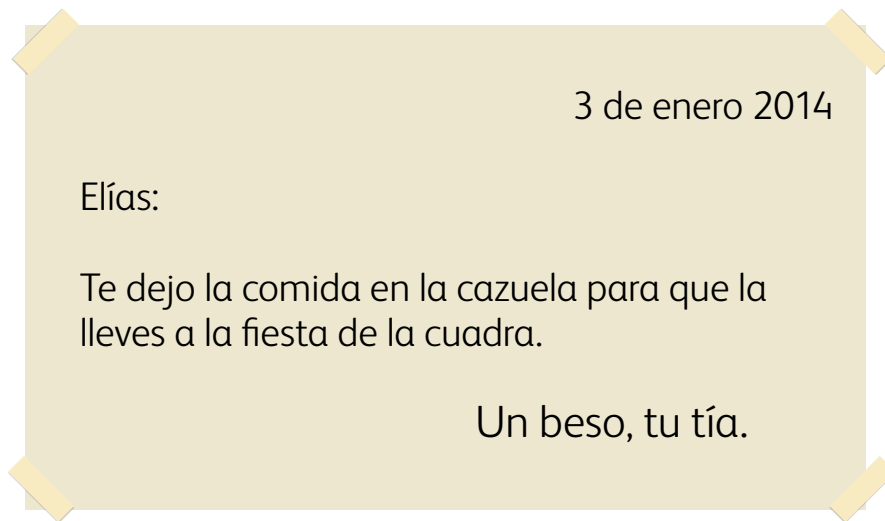 3 de enero 2014
Elías:
Te dejo la comida en la cazuela para que la
lleves a la fiesta de la cuadra.
Un beso, tu tía.